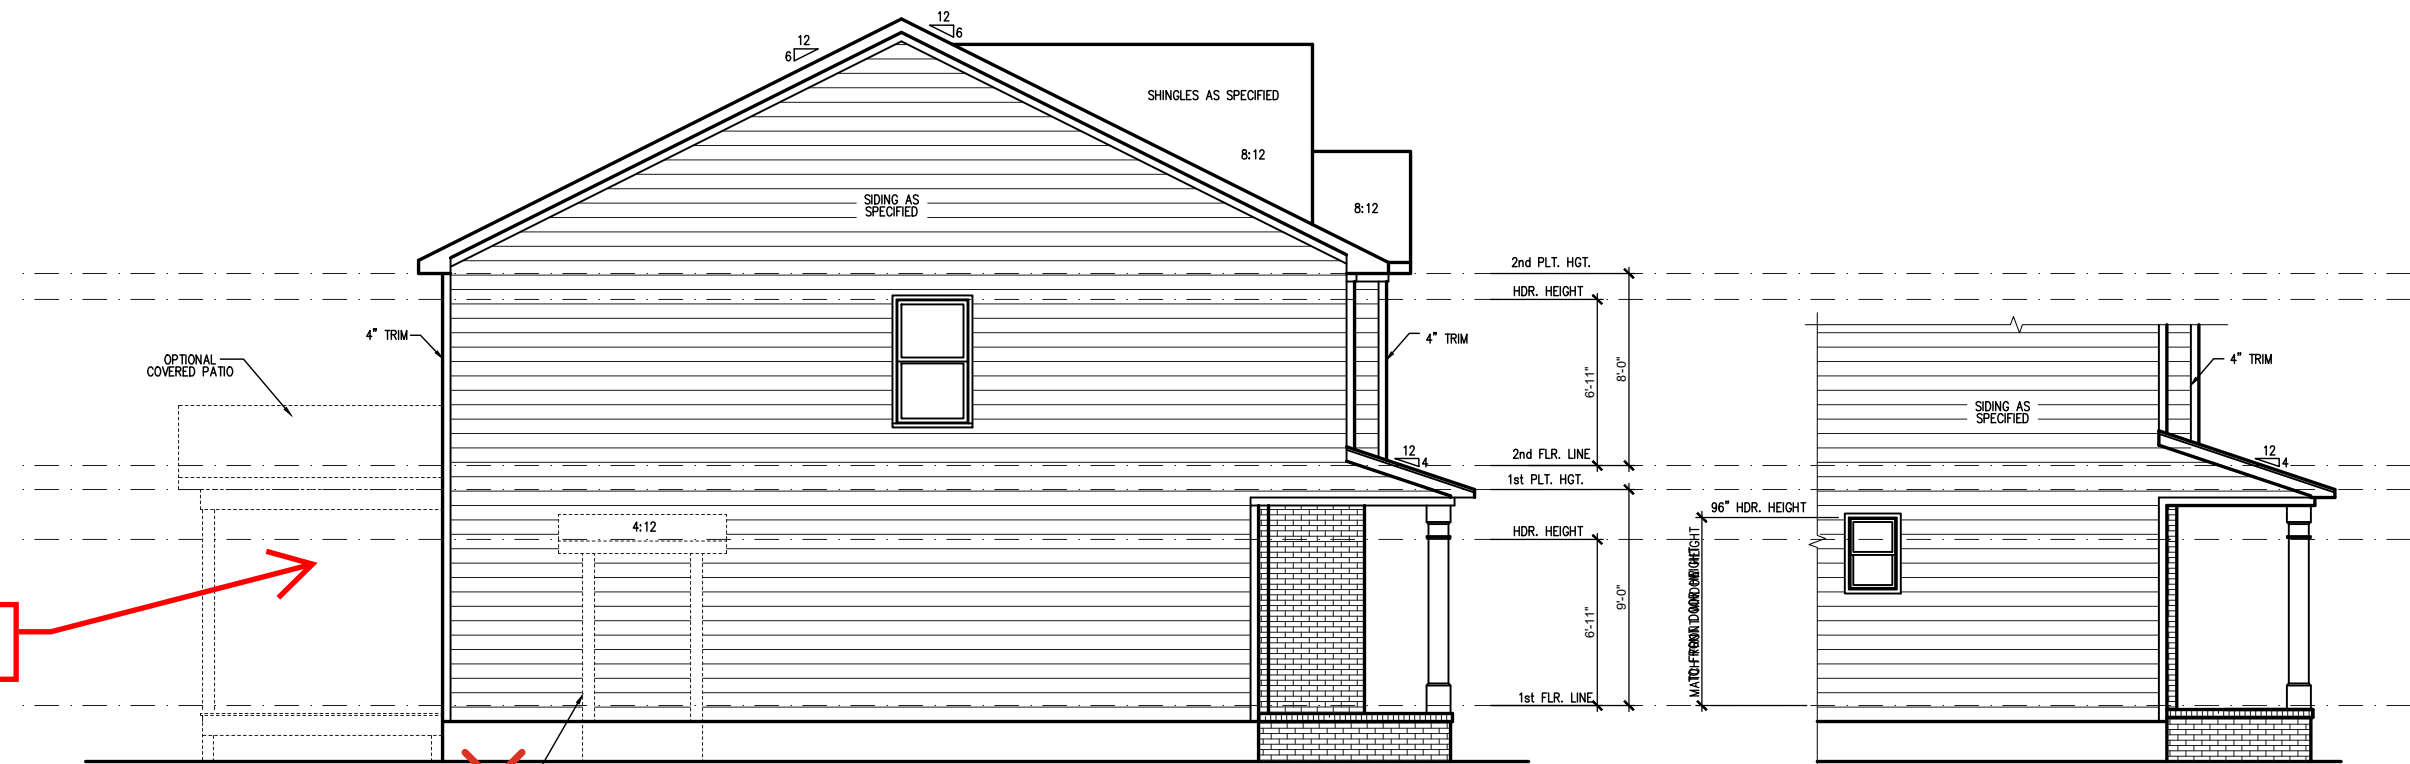 12
6
12
6
SHINGLES AS SPECIFIED
8:12
8:12
SIDING AS
SPECIFIED
2nd PLT. HGT.
HDR. HEIGHT
4" TRIM
4" TRIM
4" TRIM
OPTIONAL
COVERED PATIO
6'-11"
8'-0"
SIDING AS
SPECIFIED
12
4
12
4
2nd FLR. LINE
1st PLT. HGT.
96" HDR. HEIGHT
4:12
HDR. HEIGHT
6'-11"
9'-0"
1st FLR. LINE